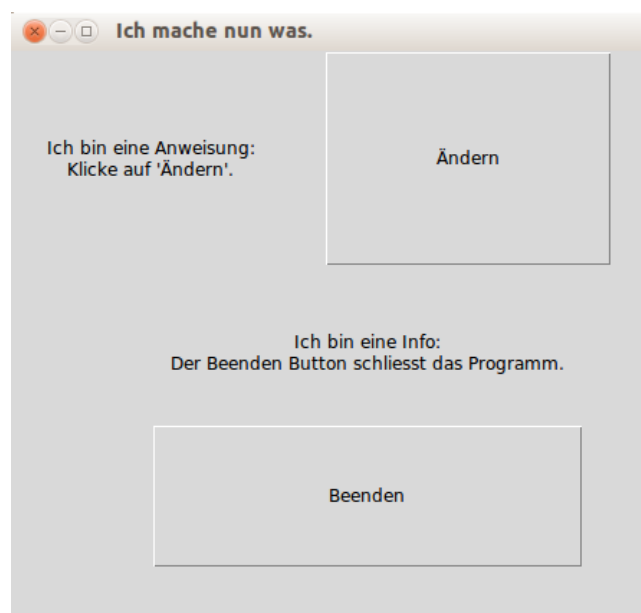 Ich mache nun was.
Ich bin eine Anweisung:
Klicke auf 'Ändern'.
Ändern
Ich bin eine Info:
Der Beenden Button schliesst das Programm.
Beenden